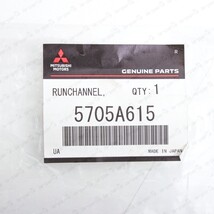 MITSUBISHI
MOTORS
GENUINE PARTS
RUNCHANNEL,
QTY: 1
5705A615
UA
MADE IN JAPAN